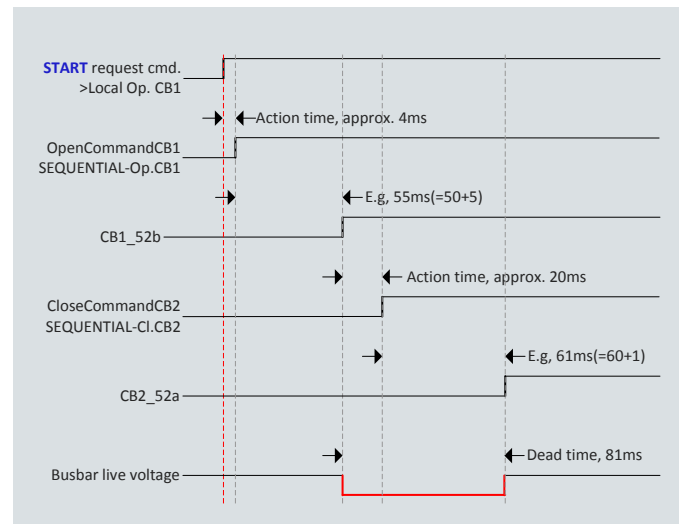 START request cmd.
>Local Op. CB1
Action time, approx. 4ms
OpenCommandCB1
SEQUENTIAL-Op.CB1
E.g, 55ms(=50+5)
CB1_52b
Action time, approx. 20ms
CloseCommandCB2
SEQUENTIAL-Cl.CB2
E.g, 61ms(=60+1)
CB2_52a
Dead time, 81ms
Busbar live voltage